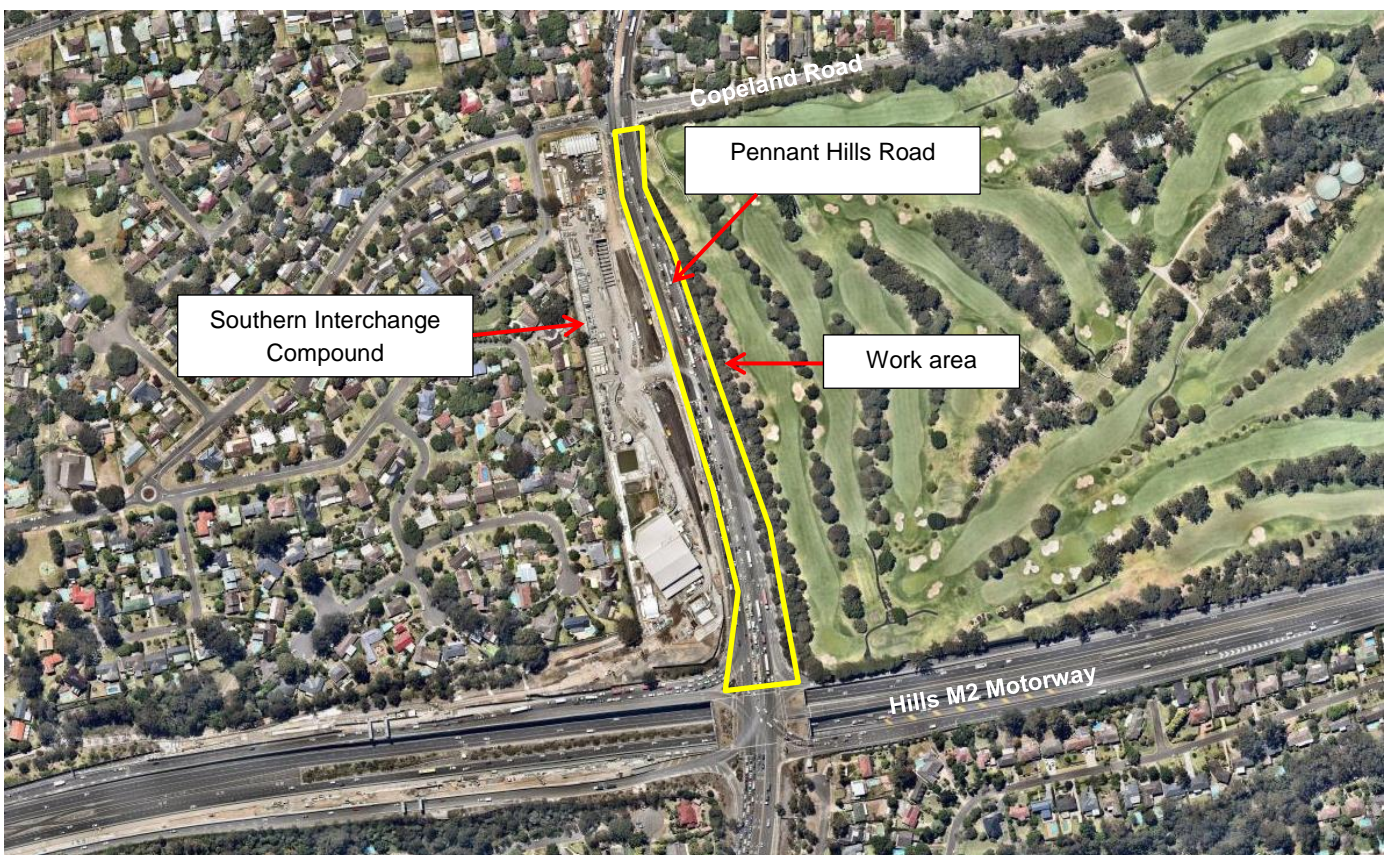 Copeland Road
Pennant Hills Road
Southern Interchange
Compound
Work area
Hills M2 Motorway